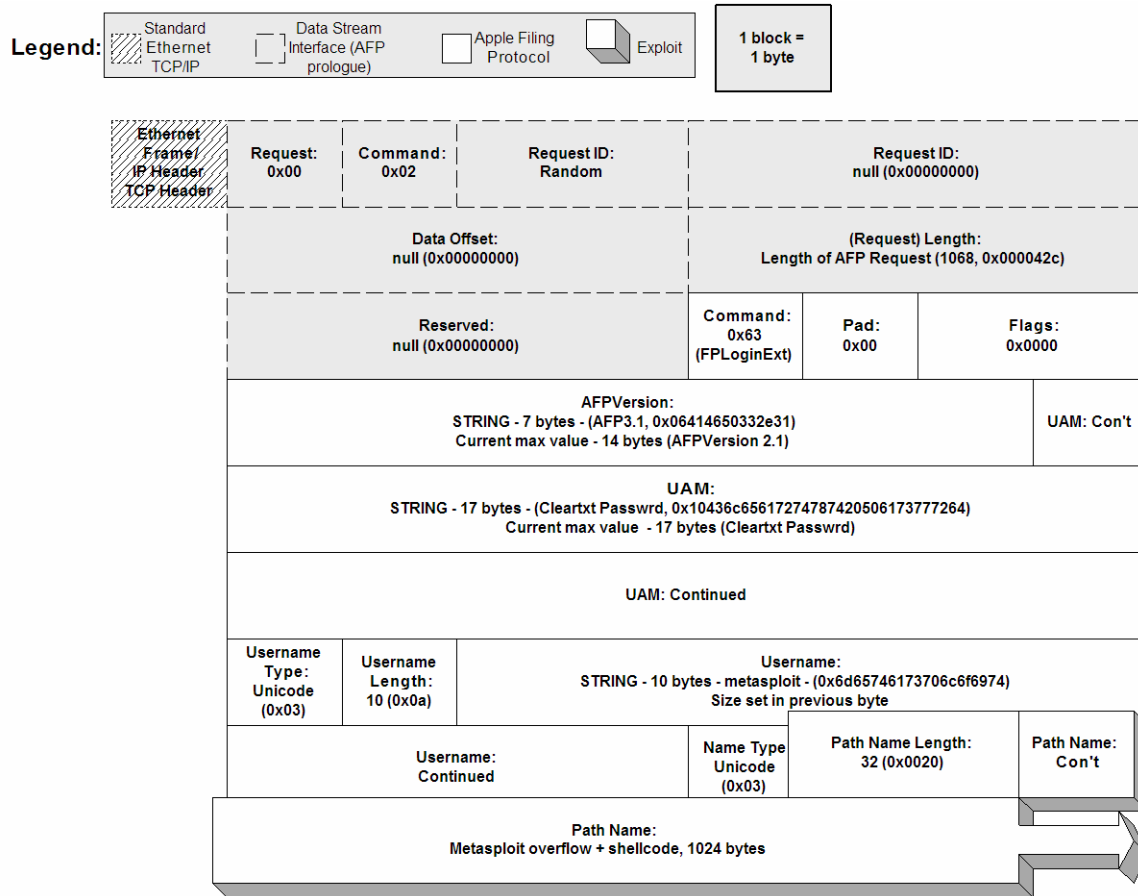 Legend:
Standard
Ethernet
TCP/IP
Data Stream
Interface (AFP
prologue)
Apple Filing
Protocol
Exploit
1 block =
1 byte
Ethernet
Frame/
IP Header
TCP Header
Request:
0x00
Command:
0x02
Request ID:
Random
Request ID:
null (0x00000000)
Data Offset:
null (0x00000000)
(Request) Length:
Length of AFP Request (1068, 0x000042c)
Reserved:
null (0x00000000)
Command:
0x63
(FPLoginExt)
Pad:
0x00
Flags:
0x0000
AFPVersion:
STRING - 7 bytes - (AFP3.1, 0x06414650332e31)
Current max value - 14 bytes (AFPVersion 2.1)
UAM: Con't
UAM:
STRING - 17 bytes - (Cleartxt Passwrd, 0x10436c656172747874205061737​77264)
Current max value - 17 bytes (Cleartxt Passwrd)
UAM: Continued
Username
Type:
Unicode
(0x03)
Username
Length:
10 (0x0a)
Username:
STRING - 10 bytes - metasploit - (0x6d65746173706c6f6974)
Size set in previous byte
Username:
Continued
Name Type
Unicode
(0x03)
Path Name Length:
32 (0x0020)
Path Name:
Con't
Path Name:
Metasploit overflow + shellcode, 1024 bytes